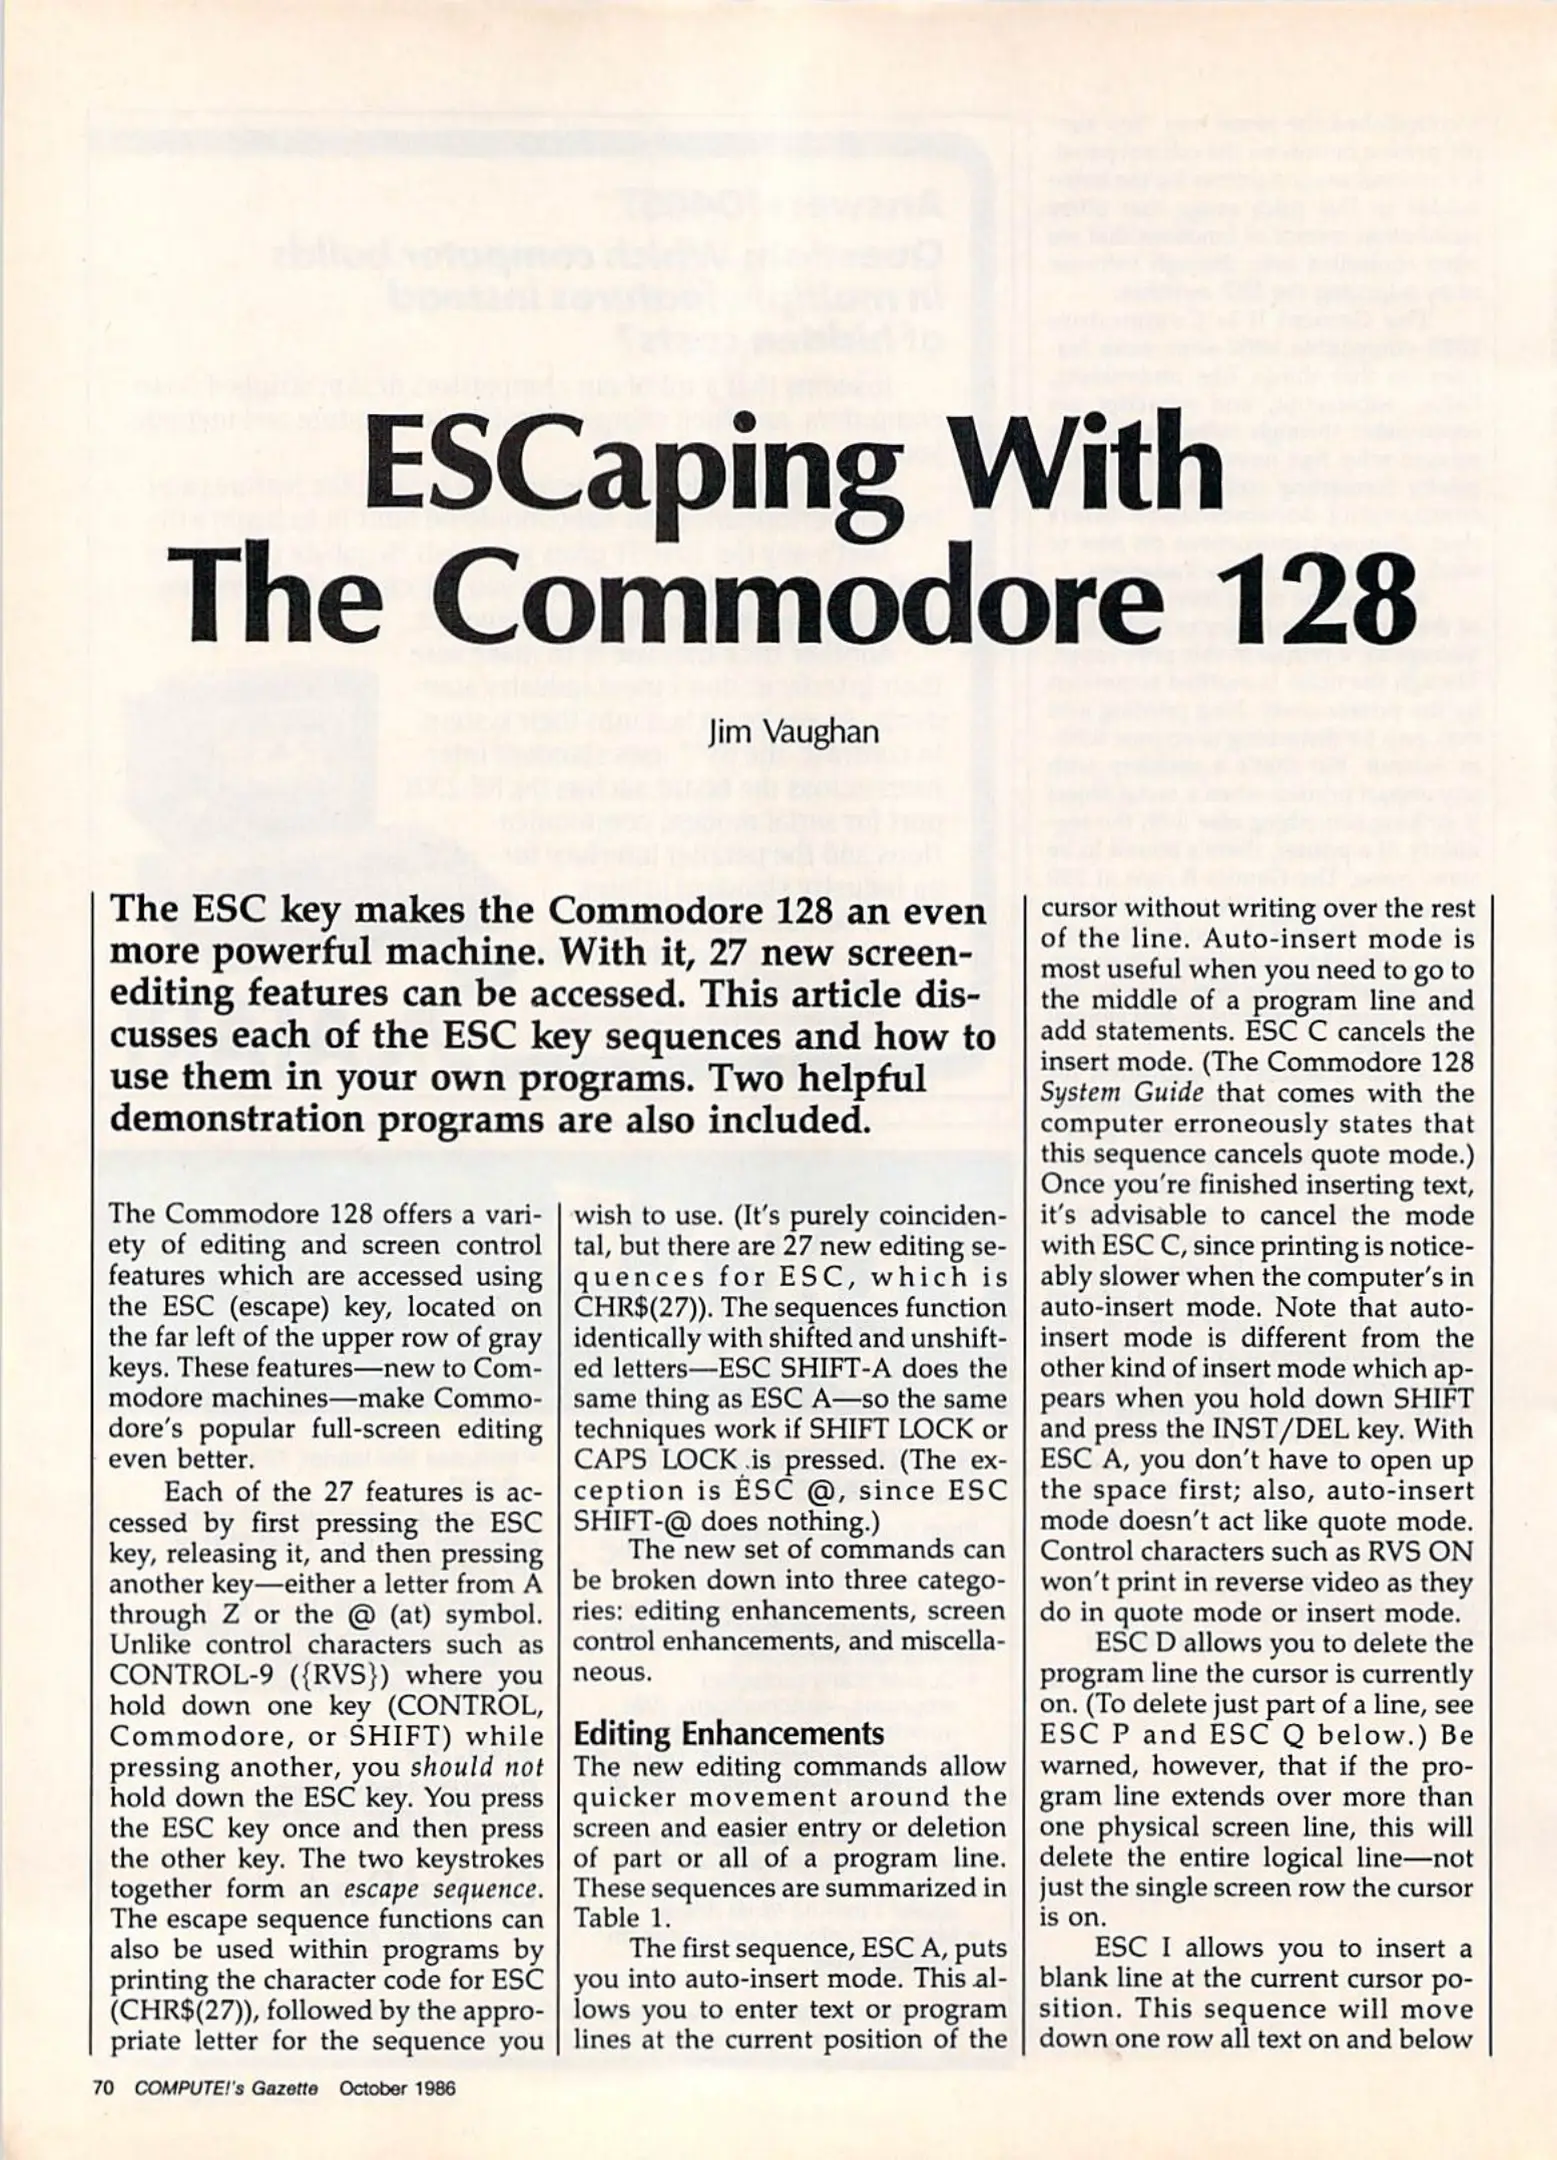 ESCaping With
The Commodore 128
Jim Vaughan
The ESC key makes the Commodore 128 an even
more powerful machine. With it, 27 new screen-
editing features can be accessed. This article dis-
cusses each of the ESC key sequences and how to
use them in your own programs. Two helpful
demonstration programs are also included.
The Commodore 128 offers a vari-
ety of editing and screen control
features which are accessed using
the ESC (escape) key, located on
the far left of the upper row of gray
keys. These features—new to Com-
modore machines—make Commo-
dore's popular full-screen editing
even better.
Each of the 27 features is ac-
cessed by first pressing the ESC
key, releasing it, and then pressing
another key—either a letter from A
through Z or the @ (at) symbol.
Unlike control characters such as
CONTROL-9 ({RVS}) where you
hold down one key (CONTROL,
Commodore, or SHIFT) while
pressing another, you should not
hold down the ESC key. You press
the ESC key once and then press
the other key. The two keystrokes
together form an escape sequence.
The escape sequence functions can
also be used within programs by
printing the character code for ESC
(CHR$(27)), followed by the appro-
priate letter for the sequence you
wish to use. (It's purely coinciden-
tal, but there are 27 new editing se-
quences for ESC, which is
CHR$(27)). The sequences function
identically with shifted and unshift-
ed letters—ESC SHIFT-A does the
same thing as ESC A—so the same
techniques work if SHIFT LOCK or
CAPS LOCK is pressed. (The ex-
ception is ESC @, since ESC
SHIFT-@ does nothing.)
The new set of commands can
be broken down into three catego-
ries: editing enhancements, screen
control enhancements, and miscella-
neous.
Editing Enhancements
The new editing commands allow
quicker movement around the
screen and easier entry or deletion
of part or all of a program line.
These sequences are summarized in
Table 1.
The first sequence, ESC A, puts
you into auto-insert mode. This al-
lows you to enter text or program
lines at the current position of the
cursor without writing over the rest
of the line. Auto-insert mode is
most useful when you need to go to
the middle of a program line and
add statements. ESC C cancels the
insert mode. (The Commodore 128
System Guide that comes with the
computer erroneously states that
this sequence cancels quote mode.)
Once you're finished inserting text,
it's advisable to cancel the mode
with ESC C, since printing is notice-
ably slower when the computer's in
auto-insert mode. Note that auto-
insert mode is different from the
other kind of insert mode which ap-
pears when you hold down SHIFT
and press the INST/DEL key. With
ESC A, you don't have to open up
the space first; also, auto-insert
mode doesn't act like quote mode.
Control characters such as RVS ON
won't print in reverse video as they
do in quote mode or insert mode.
ESC D allows you to delete the
program line the cursor is currently
on. (To delete just part of a line, see
ESC P and ESC Q below.) Be
warned, however, that if the pro-
gram line extends over more than
one physical screen line, this will
delete the entire logical line—not
just the single screen row the cursor
is on.
ESC I allows you to insert a
blank line at the current cursor po-
sition. This sequence will move
down one row all text on and below
70 COMPUTE!'s Gazette October 1986